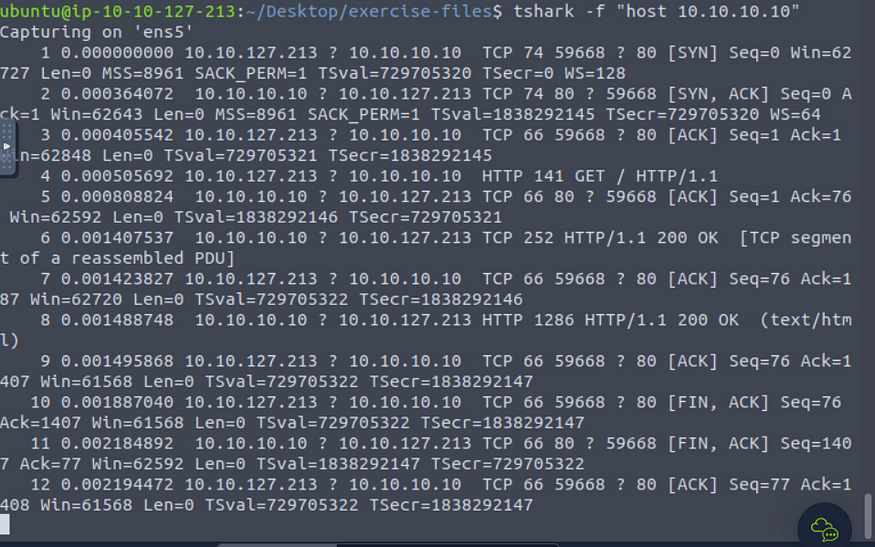 ubuntu@ip-10-10-127-213:~/Desktop/exercise-files$ tshark -f "host 10.10.10.10"
Capturing on 'ens5'
    1 0.000000000 10.10.127.213 ? 10.10.10.10  TCP 74 59668 ? 80 [SYN] Seq=0 Win=62
727 Len=0 MSS=8961 SACK_PERM=1 TSval=729705320 TSecr=0 WS=128
    2 0.000364072  10.10.10.10 ? 10.10.127.213 TCP 74 80 ? 59668 [SYN, ACK] Seq=0 A
ck=1 Win=62643 Len=0 MSS=8961 SACK_PERM=1 TSval=1838292145 TSecr=729705320 WS=64
    3 0.000405542 10.10.127.213 ? 10.10.10.10  TCP 66 59668 ? 80 [ACK] Seq=1 Ack=1
in=62848 Len=0 TSval=729705321 TSecr=1838292145
    4 0.000505692 10.10.127.213 ? 10.10.10.10  HTTP 141 GET / HTTP/1.1
    5 0.000808824  10.10.10.10 ? 10.10.127.213 TCP 66 80 ? 59668 [ACK] Seq=1 Ack=76
 Win=62592 Len=0 TSval=1838292146 TSecr=729705321
    6 0.001407537  10.10.10.10 ? 10.10.127.213 TCP 252 HTTP/1.1 200 OK  [TCP segmen
t of a reassembled PDU]
    7 0.001423827 10.10.127.213 ? 10.10.10.10  TCP 66 59668 ? 80 [ACK] Seq=76 Ack=1
87 Win=62720 Len=0 TSval=729705322 TSecr=1838292146
    8 0.001488748  10.10.10.10 ? 10.10.127.213 HTTP 1286 HTTP/1.1 200 OK  (text/htm
l)
    9 0.001495868 10.10.127.213 ? 10.10.10.10  TCP 66 59668 ? 80 [ACK] Seq=76 Ack=1
407 Win=61568 Len=0 TSval=729705322 TSecr=1838292147
   10 0.001887040 10.10.127.213 ? 10.10.10.10  TCP 66 59668 ? 80 [FIN, ACK] Seq=76
Ack=1407 Win=61568 Len=0 TSval=729705322 TSecr=1838292147
   11 0.002184892  10.10.10.10 ? 10.10.127.213 TCP 66 80 ? 59668 [FIN, ACK] Seq=140
7 Ack=77 Win=62592 Len=0 TSval=1838292147 TSecr=729705322
   12 0.002194472 10.10.127.213 ? 10.10.10.10  TCP 66 59668 ? 80 [ACK] Seq=77 Ack=1
408 Win=61568 Len=0 TSval=729705322 TSecr=1838292147